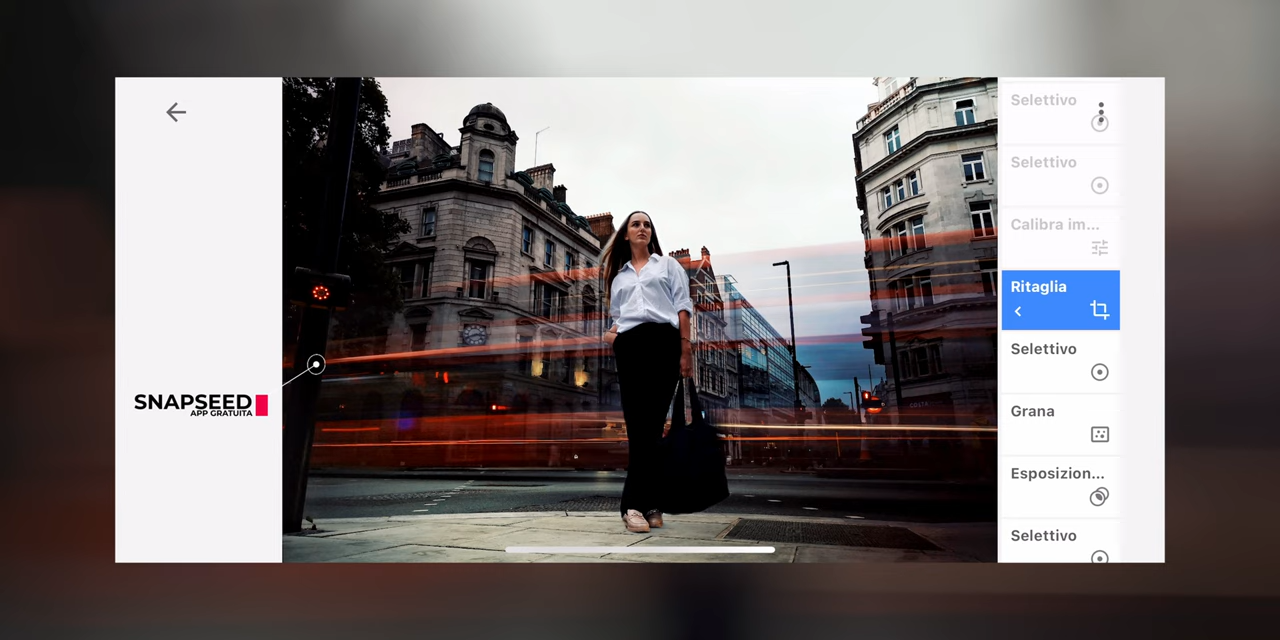 SNAPSEED
APP GRATUITA
Selettivo
Selettivo
Calibra im...
Ritaglia
Selettivo
Grana
Esposizion...
Selettivo